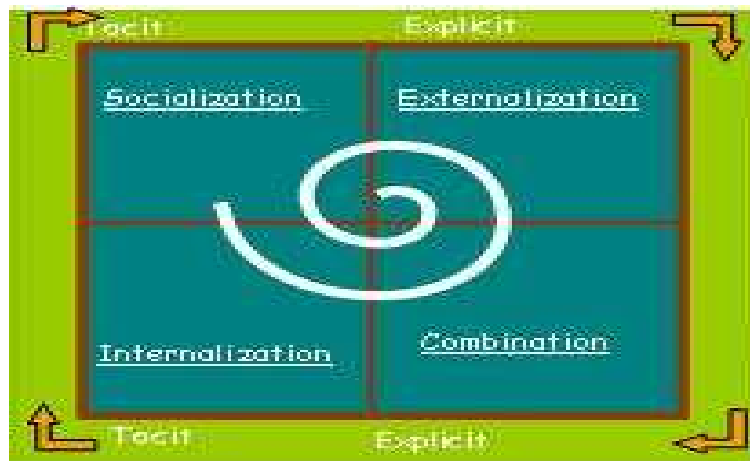 Tacit Explicit
Socialization Externalization
Internalization Combination
Tacit Explicit